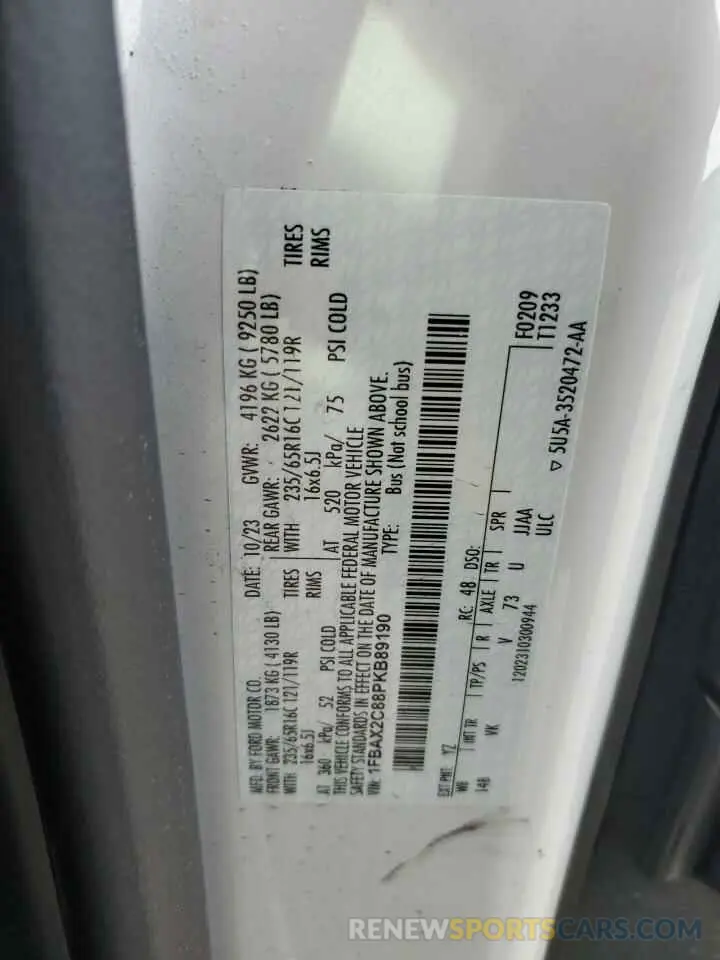 MFD. BY FORD MOTOR CO.
DATE: 10/23 GVWR: 4196 KG ( 9250 LB)
FRONT GAWR: 1873 KG ( 4130 LB) REAR GAWR: 2622 KG ( 5780 LB)
WITH 235/65R16C 121/119R TIRES WITH 235/65R16C 121/119R TIRES
16x6.5J RIMS 16x6.5J RIMS
AT 360 kPa/ 52 PSI COLD AT 520 kPa/ 75 PSI COLD
THIS VEHICLE CONFORMS TO ALL APPLICABLE FEDERAL MOTOR VEHICLE
SAFETY STANDARDS IN EFFECT ON THE DATE OF MANUFACTURE SHOWN ABOVE.
VIN: 1FBAX2C88PKB89190 TYPE: Bus (Not school bus)
EXT PNT: YZ RC: 48 DSO: F0209
WB INT TR TP/PS R AXLE TR SPR T1233
148 VK V 73 U JJAA
1202310300944 ULC ▽ 5U5A-3520472-AA
RENEWSPORTSCARS.COM